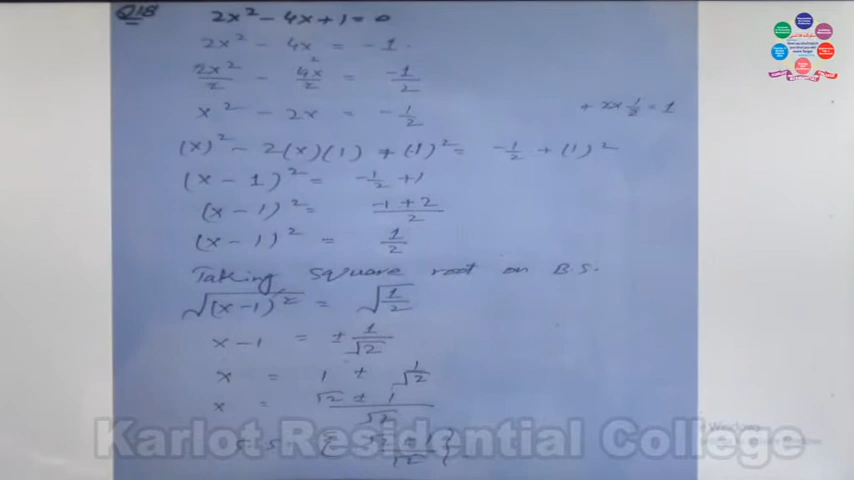 Q18 2x² - 4x + 1 = 0
2x² - 4x = -1.
2x²/2 - 4x/2 = -1/2
x² - 2x = -1/2
(x)² - 2(x)(1) + (1)² = -1/2 + (1)²
(x - 1)² = -1/2 + 1
(x - 1)² = -1 + 2/2
(x - 1)² = 1/2
Taking square root on B.S.
√(x-1)² = √1/2
x - 1 = ± 1/√2
x = 1 ± 1/√2
x = √2 ± 1/√2
S.S = { √2 ± 1/√2 }
Karlot Residential College